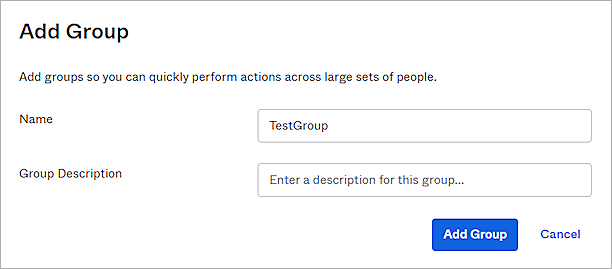 Add Group
Add groups so you can quickly perform actions across large sets of people.
Name
TestGroup
Group Description
Enter a description for this group...
Add Group
Cancel